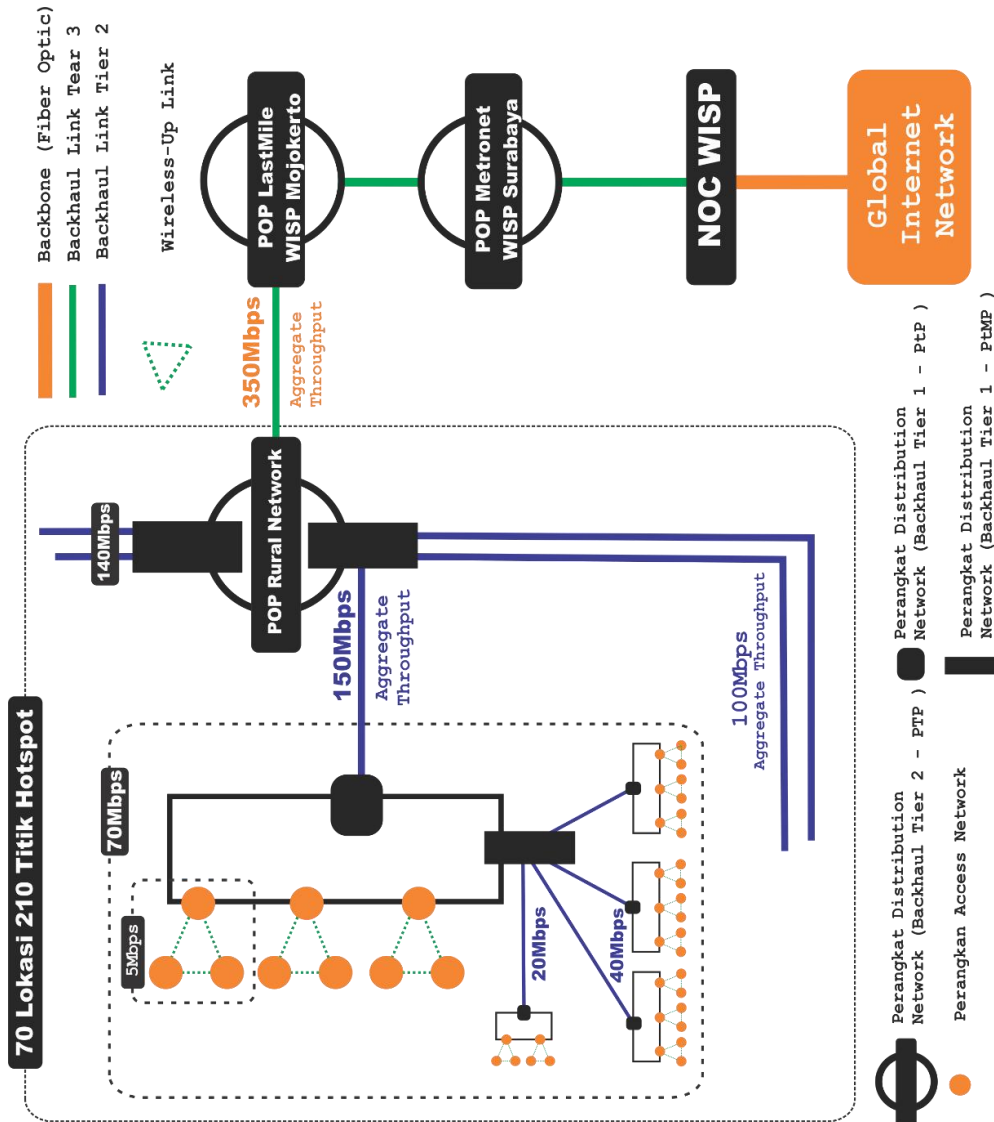 70 Lokasi 210 Titik Hotspot
Backbone (Fiber Optic)
Backhaul Link Tear 3
Backhaul Link Tier 2
Wireless-Up Link
140Mbps
POP Rural Network
350Mbps
Aggregate
Throughput
POP LastMile
WISP Mojokerto
POP Metronet
WISP Surabaya
NOC WISP
Global
Internet
Network
150Mbps
Aggregate
Throughput
100Mbps
Aggregate Throughput
70Mbps
5Mbps
20Mbps
40Mbps
Perangkat Distribution
Network (Backhaul Tier 2 - PTP )
Perangkat Distribution
Network (Backhaul Tier 1 - PtP )
Perangkan Access Network
Perangkat Distribution
Network (Backhaul Tier 1 - PtMP )